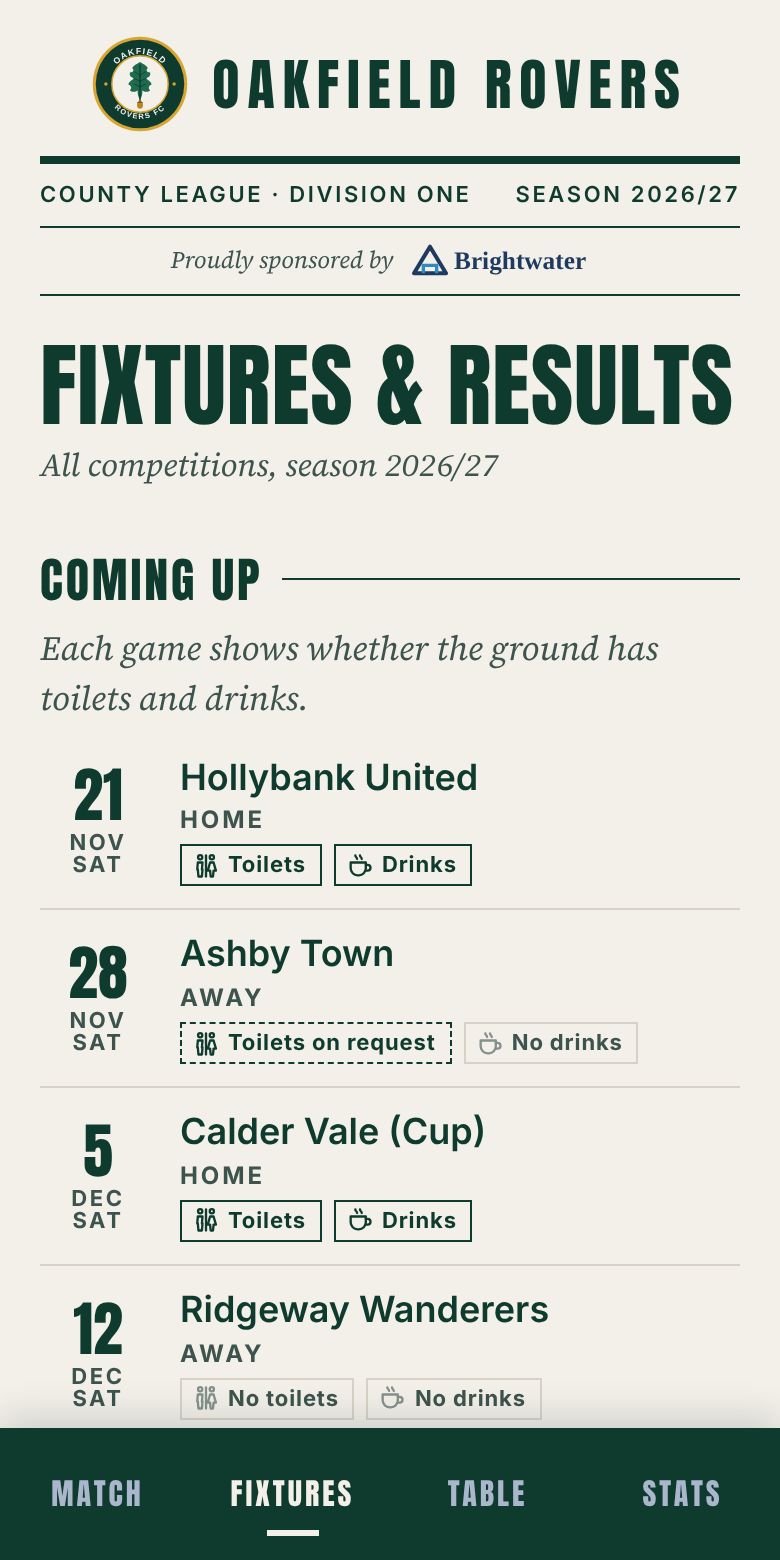 OAKFIELD
ROVERS FC
OAKFIELD ROVERS
COUNTY LEAGUE · DIVISION ONE SEASON 2026/27
Proudly sponsored by Brightwater
FIXTURES & RESULTS
All competitions, season 2026/27
COMING UP
Each game shows whether the ground has
toilets and drinks.
21
NOV
SAT
Hollybank United
HOME
Toilets Drinks
28
NOV
SAT
Ashby Town
AWAY
Toilets on request No drinks
5
DEC
SAT
Calder Vale (Cup)
HOME
Toilets Drinks
12
DEC
SAT
Ridgeway Wanderers
AWAY
No toilets No drinks
MATCH FIXTURES TABLE STATS